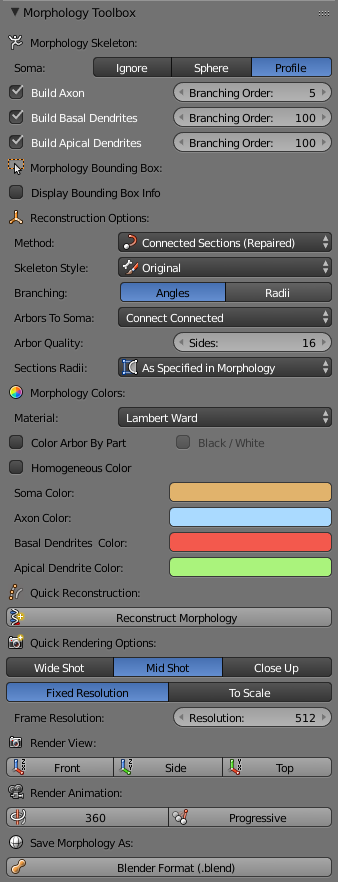 Morphology Toolbox
Morphology Skeleton:
Soma: Ignore Sphere Profile
Build Axon Branching Order: 5
Build Basal Dendrites Branching Order: 100
Build Apical Dendrites Branching Order: 100
Morphology Bounding Box:
Display Bounding Box Info
Reconstruction Options:
Method: Connected Sections (Repaired)
Skeleton Style: Original
Branching: Angles Radii
Arbors To Soma: Connect Connected
Arbor Quality: Sides: 16
Sections Radii: As Specified in Morphology
Morphology Colors:
Material: Lambert Ward
Color Arbor By Part Black / White
Homogeneous Color
Soma Color:
Axon Color:
Basal Dendrites  Color:
Apical Dendrite Color:
Quick Reconstruction:
Reconstruct Morphology
Quick Rendering Options:
Wide Shot Mid Shot Close Up
Fixed Resolution To Scale
Frame Resolution: Resolution: 512
Render View:
Front Side Top
Render Animation:
360 Progressive
Save Morphology As:
Blender Format (.blend)